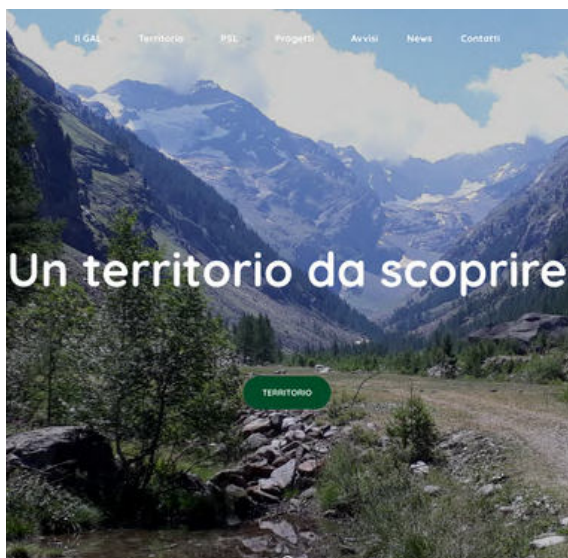 Il GAL Territorio PSL Progetti Avvisi News Contatti
Un territorio da scoprire
TERRITORIO